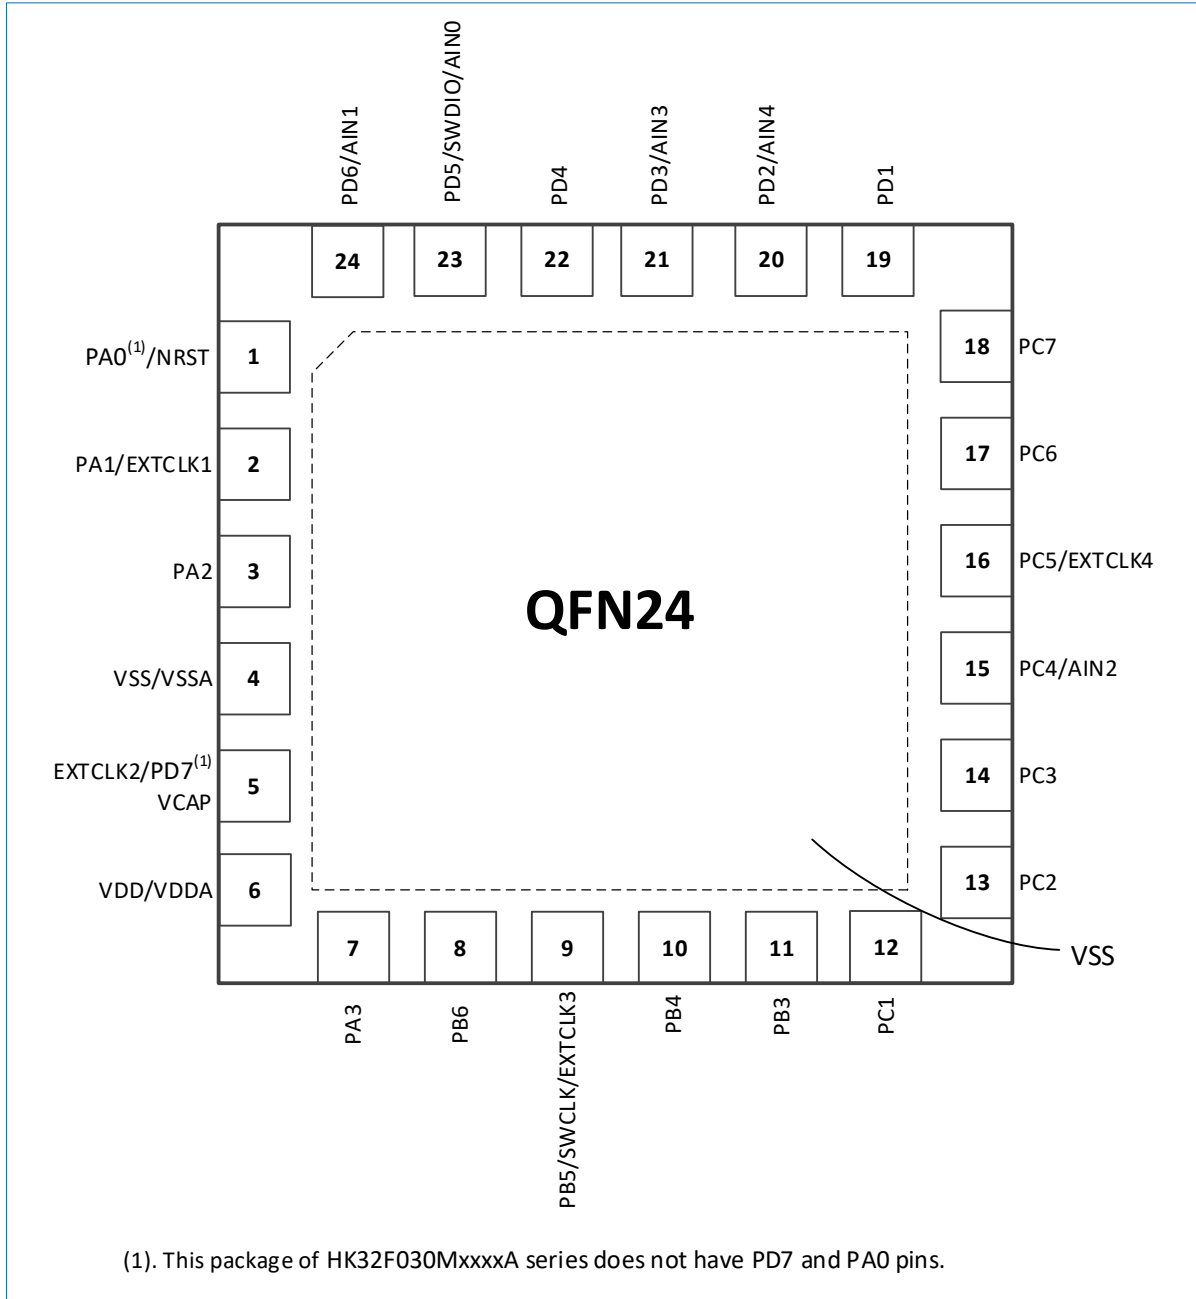 PD6/AIN1
PD5/SWDIO/AIN0
PD4
PD3/AIN3
PD2/AIN4
PD1
24
23
22
21
20
19
PA0(1)/NRST
1
PA1/EXTCLK1
2
PA2
3
VSS/VSSA
4
EXTCLK2/PD7(1)
VCAP
5
VDD/VDDA
6
QFN24
18
PC7
17
PC6
16
PC5/EXTCLK4
15
PC4/AIN2
14
PC3
13
PC2
VSS
7
8
9
10
11
12
PA3
PB6
PB5/SWCLK/EXTCLK3
PB4
PB3
PC1
(1). This package of HK32F030MxxxxA series does not have PD7 and PA0 pins.